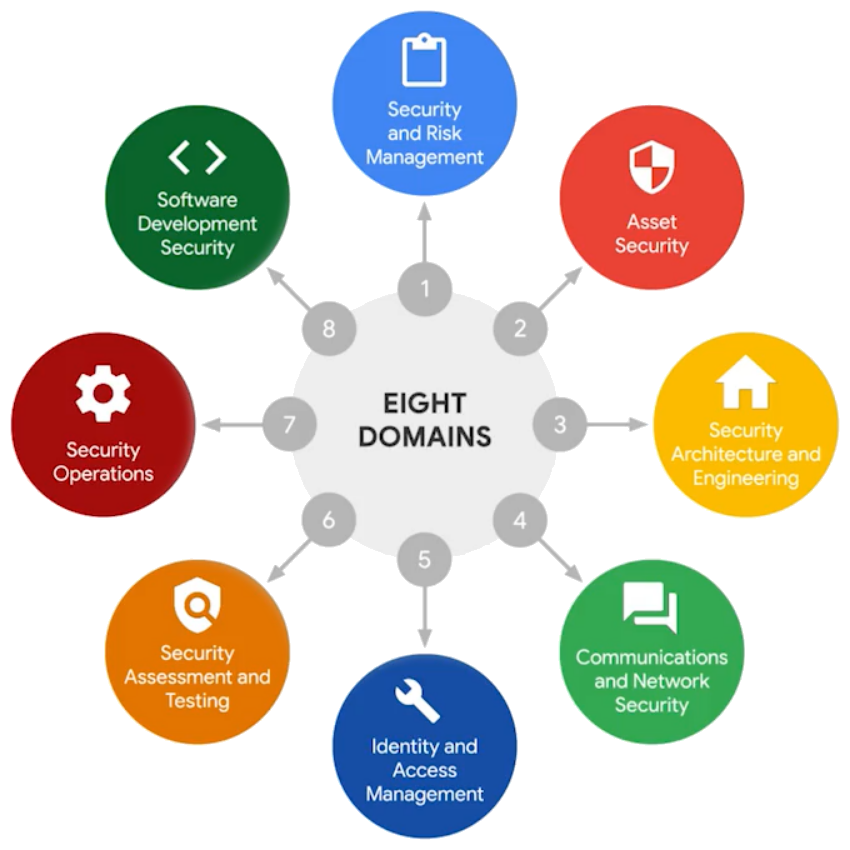 Security
and Risk
Management
Asset
Security
Security
Architecture and
Engineering
Communications
and Network
Security
Identity and
Access
Management
Security
Assessment and
Testing
Security
Operations
Software
Development
Security
1
2
3
4
5
6
7
8
EIGHT
DOMAINS